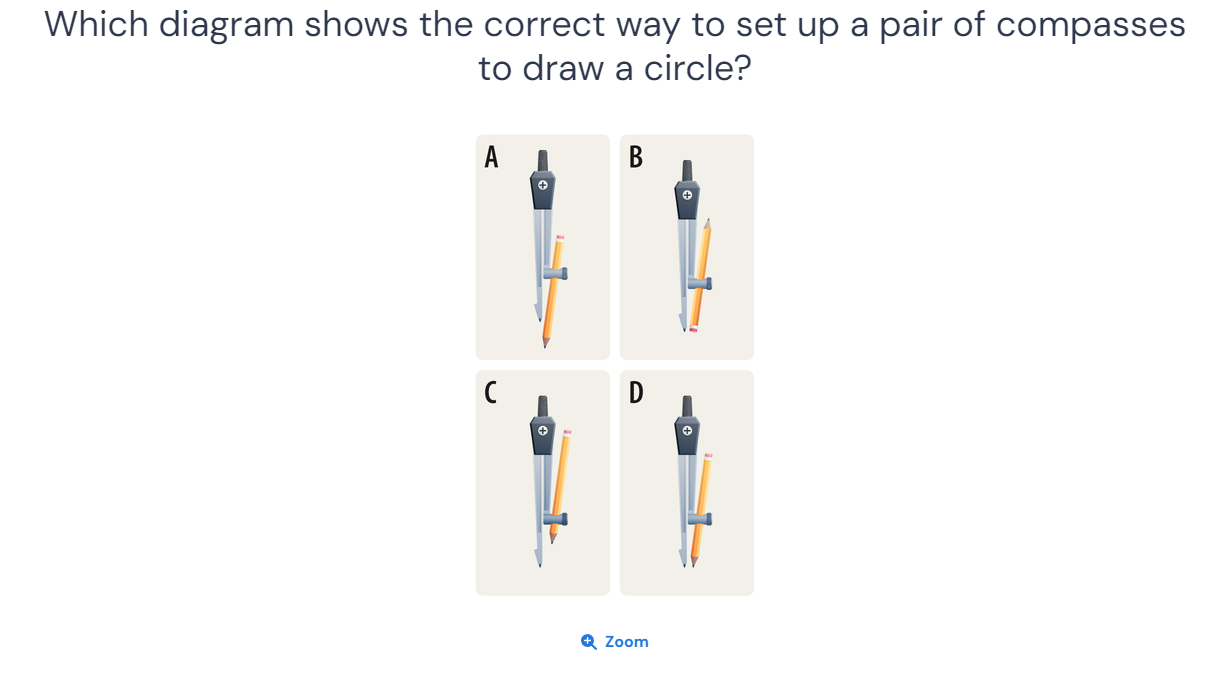 Which diagram shows the correct way to set up a pair of compasses
to draw a circle?
A
B
C
D
Zoom